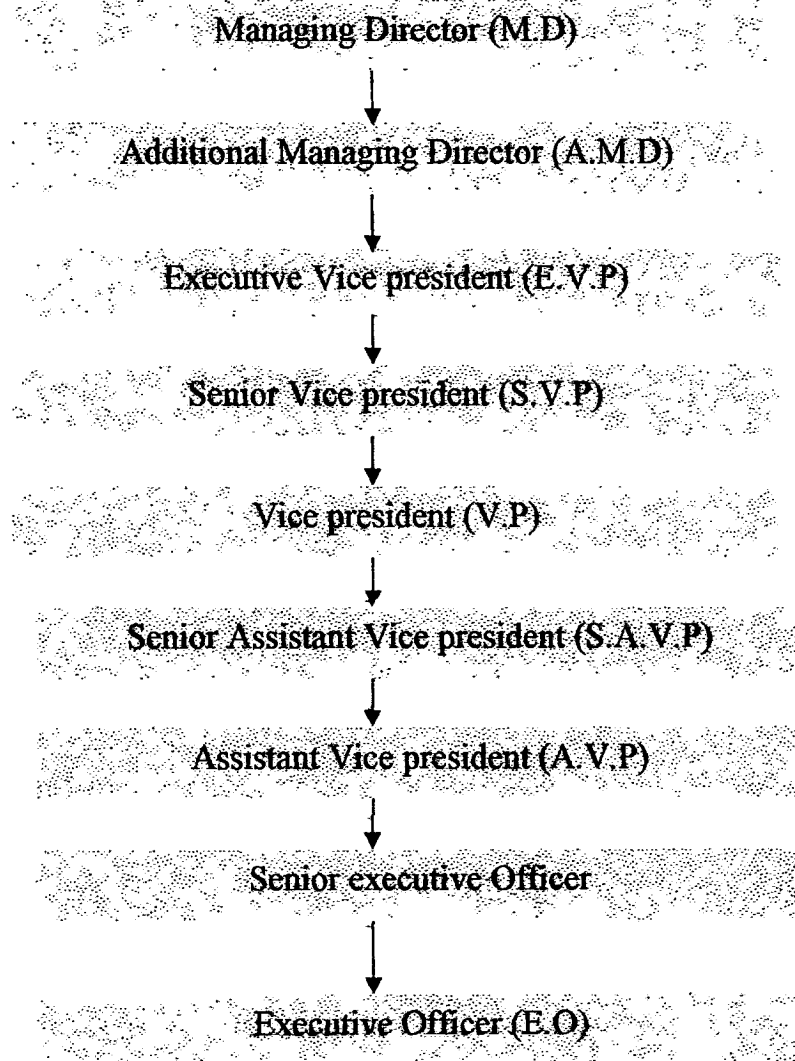 Managing Director (M.D)
Additional Managing Director (A.M.D)
Executive Vice president (E.V.P)
Senior Vice president (S.V.P)
Vice president (V.P)
Senior Assistant Vice president (S.A.V.P)
Assistant Vice president (A.V.P)
Senior executive Officer
Executive Officer (E.O)